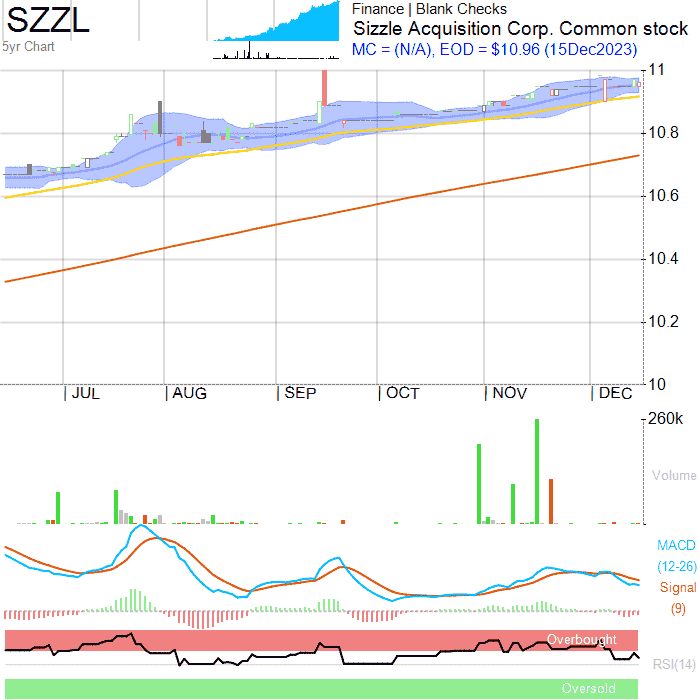 SZZL
5yr Chart
Finance | Blank Checks
Sizzle Acquisition Corp. Common stock
MC = (N/A), EOD = $10.96 (15Dec2023)
11
10.8
10.6
10.4
10.2
10
JUL
AUG
SEP
OCT
NOV
DEC
260k
Volume
MACD
(12-26)
Signal
(9)
Overbought
RSI(14)
Oversold